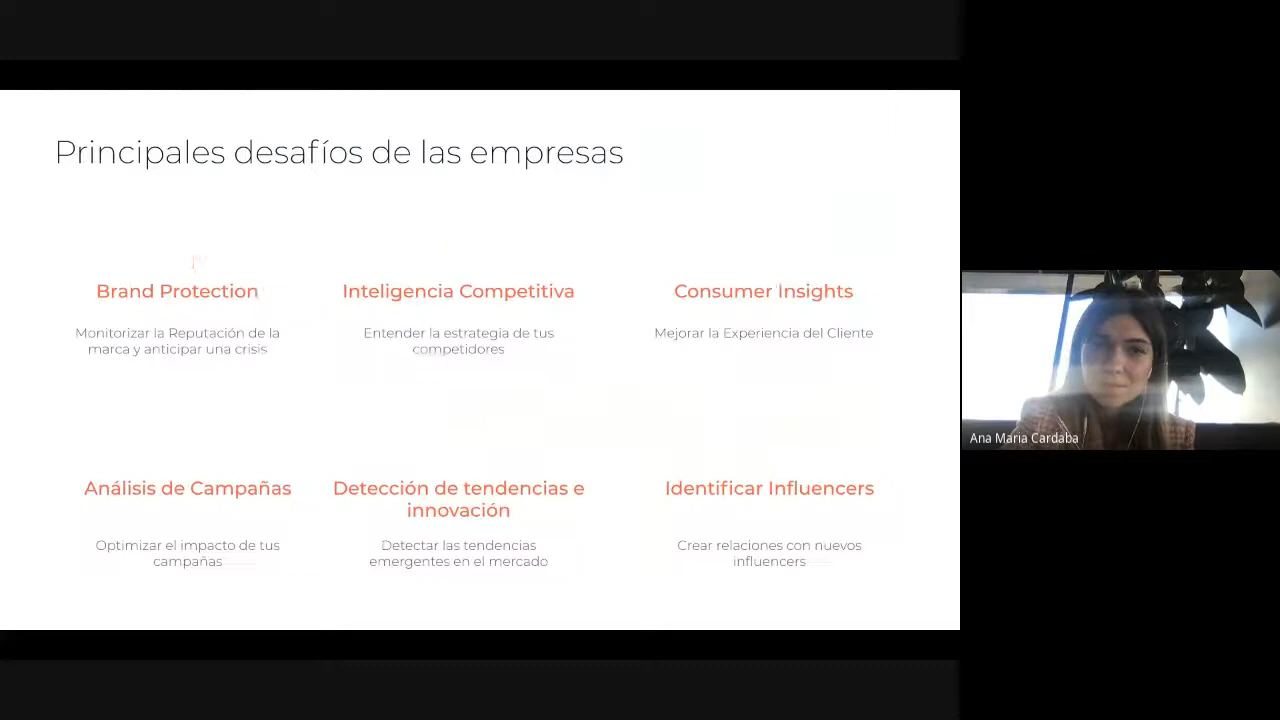 Principales desafíos de las empresas
Brand Protection
Monitorizar la Reputación de la
marca y anticipar una crisis
Inteligencia Competitiva
Entender la estrategia de tus
competidores
Consumer Insights
Mejorar la Experiencia del Cliente
Análisis de Campañas
Optimizar el impacto de tus
campañas
Detección de tendencias e
innovación
Detectar las tendencias
emergentes en el mercado
Identificar Influencers
Crear relaciones con nuevos
influencers
Ana Maria Cardaba